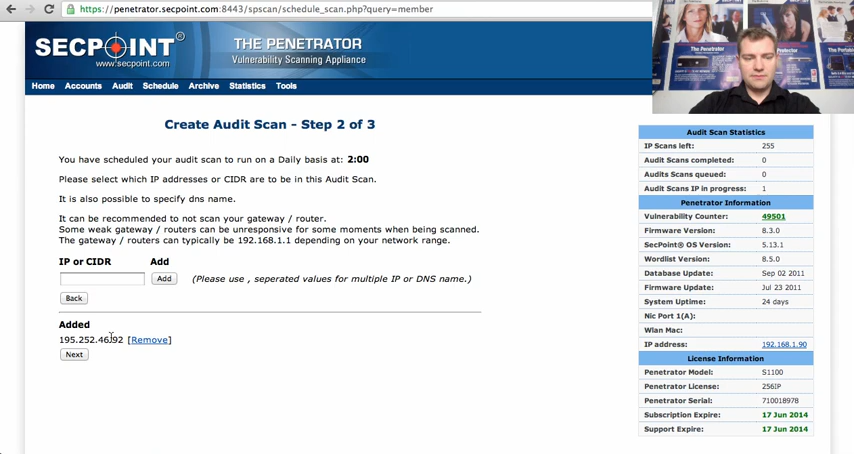 https://penetrator.secpoint.com:8443/spscan/schedule_scan.php?query=member
SECPOINT®
www.secpoint.com
THE PENETRATOR
Vulnerability Scanning Appliance
Home Accounts Audit Schedule Archive Statistics Tools
Create Audit Scan - Step 2 of 3
You have scheduled your audit scan to run on a Daily basis at: 2:00
Please select which IP addresses or CIDR are to be in this Audit Scan.
It is also possible to specify dns name.
It can be recommended to not scan your gateway / router.
Some weak gateway / routers can be unresponsive for some moments when being scanned.
The gateway / routers can typically be 192.168.1.1 depending on your network range.
IP or CIDR Add
Add (Please use , seperated values for multiple IP or DNS name.)
Back
Added
195.252.46.92 [Remove]
Next
Audit Scan Statistics
IP Scans left: 255
Audit Scans completed: 0
Audits Scans queued: 0
Audit Scans IP in progress: 1
Penetrator Information
Vulnerability Counter: 49501
Firmware Version: 8.3.0
SecPoint® OS Version: 5.13.1
Wordlist Version: 8.5.0
Database Update: Sep 02 2011
Firmware Update: Jul 23 2011
System Uptime: 24 days
Nic Port 1(A):
Wlan Mac:
IP address: 192.168.1.90
License Information
Penetrator Model: S1100
Penetrator License: 256IP
Penetrator Serial: 710018978
Subscription Expire: 17 Jun 2014
Support Expire: 17 Jun 2014